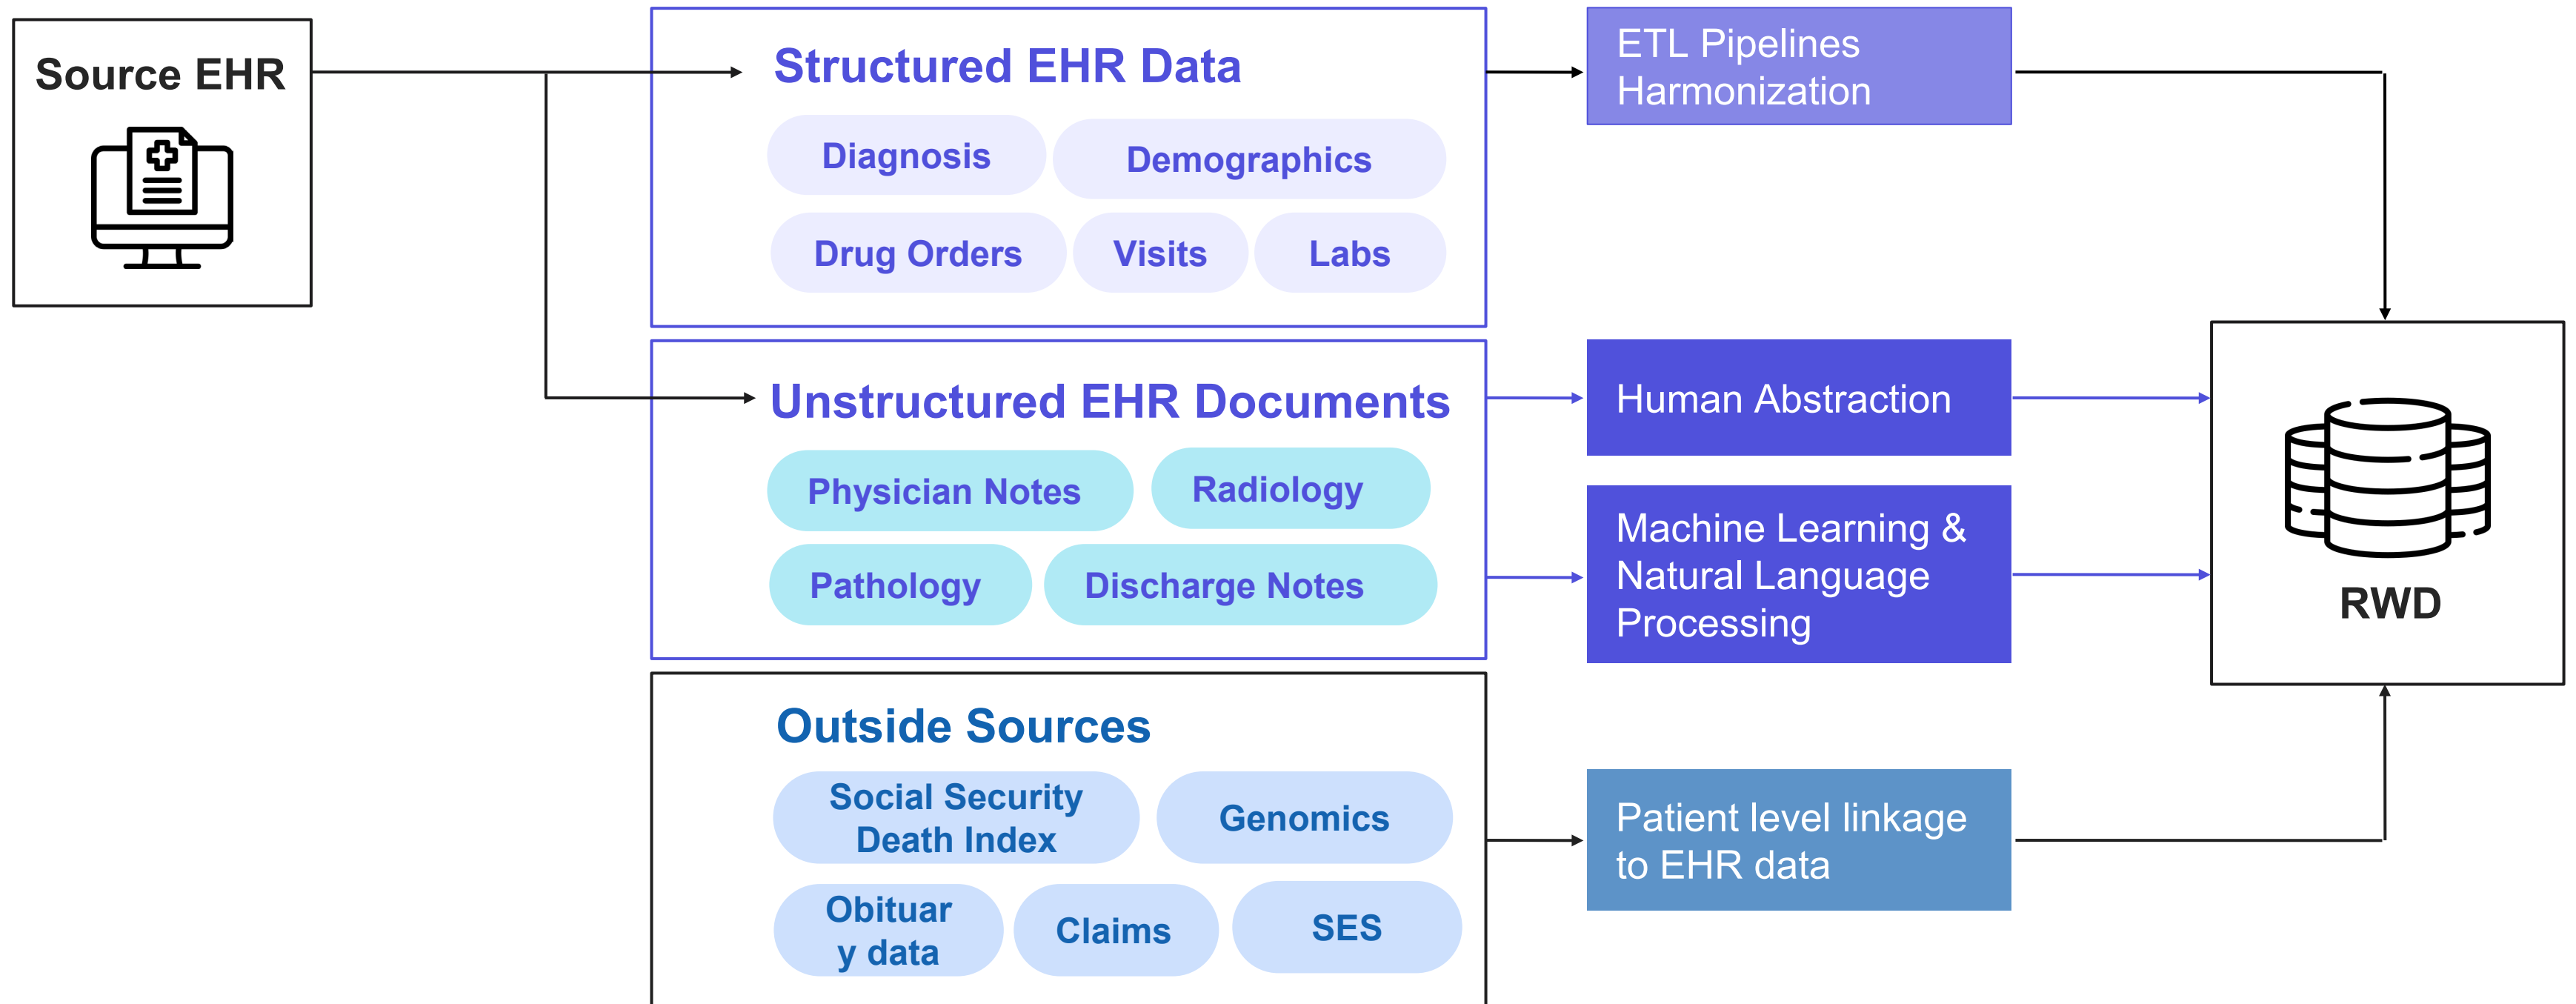 Source EHR
Structured EHR Data
Diagnosis
Demographics
Drug Orders
Visits
Labs
ETL Pipelines
Harmonization
Unstructured EHR Documents
Physician Notes
Radiology
Pathology
Discharge Notes
Human Abstraction
Machine Learning &
Natural Language
Processing
RWD
Outside Sources
Social Security
Death Index
Genomics
Obituar
y data
Claims
SES
Patient level linkage
to EHR data